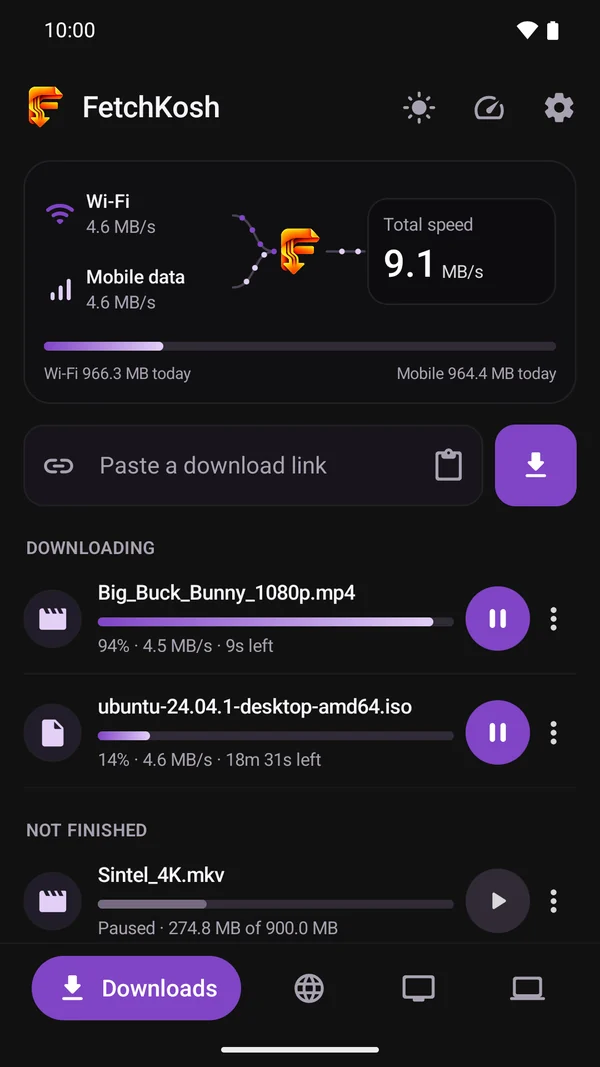 10:00
FetchKosh
Wi-Fi
4.6 MB/s
Mobile data
4.6 MB/s
Total speed
9.1 MB/s
Wi-Fi 966.3 MB today
Mobile 964.4 MB today
Paste a download link
DOWNLOADING
Big_Buck_Bunny_1080p.mp4
94% · 4.5 MB/s · 9s left
ubuntu-24.04.1-desktop-amd64.iso
14% · 4.6 MB/s · 18m 31s left
NOT FINISHED
Sintel_4K.mkv
Paused · 274.8 MB of 900.0 MB
Downloads